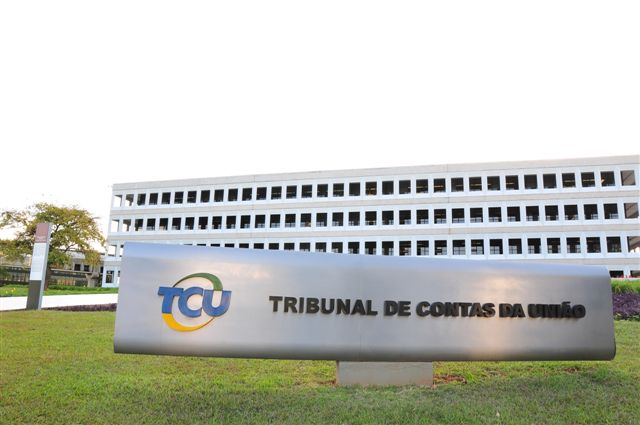 TCU
TRIBUNAL DE CONTAS DA UNIÃO